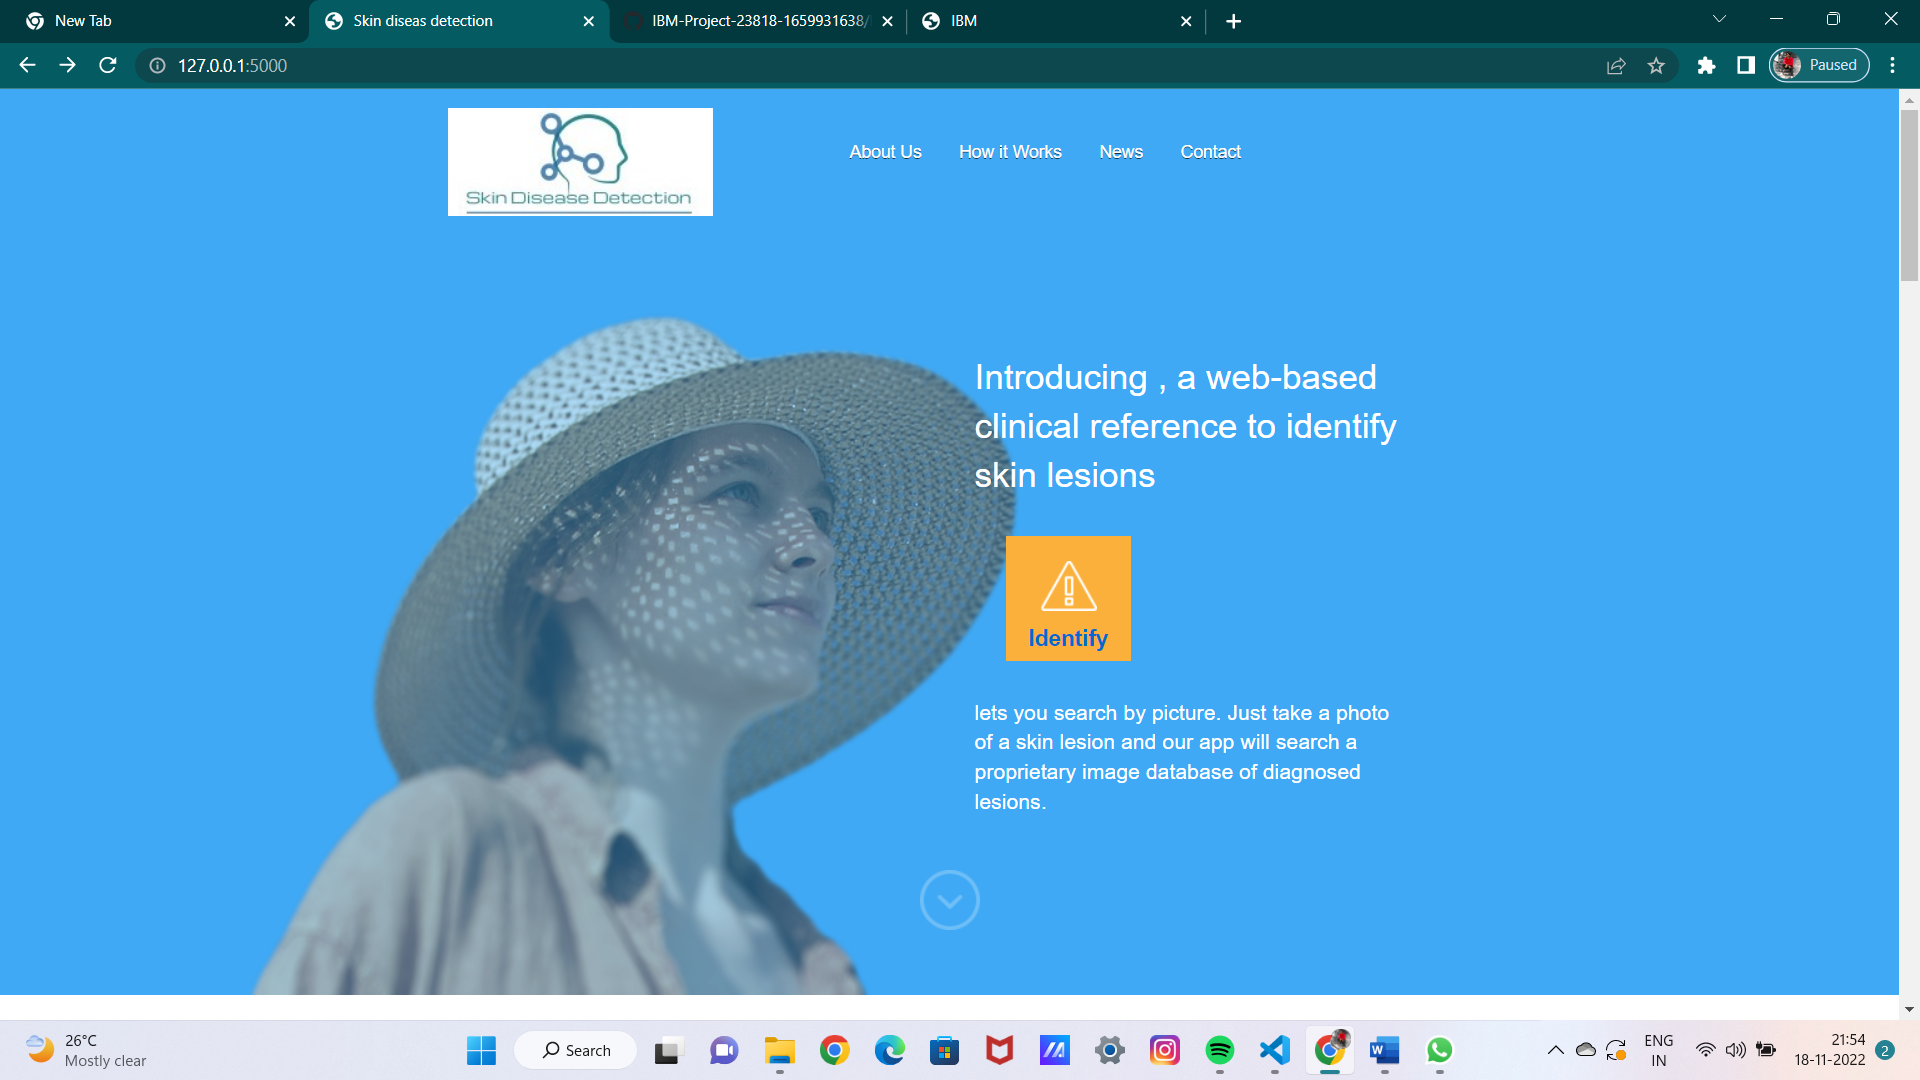 New Tab
Skin diseas detection
IBM-Project-23818-1659931638/
IBM
127.0.0.1:5000
Paused
Skin Disease Detection
About Us
How it Works
News
Contact
Introducing , a web-based
clinical reference to identify
skin lesions
Identify
lets you search by picture. Just take a photo
of a skin lesion and our app will search a
proprietary image database of diagnosed
lesions.
26°C
Mostly clear
Search
ENG
IN
21:54
18-11-2022
2